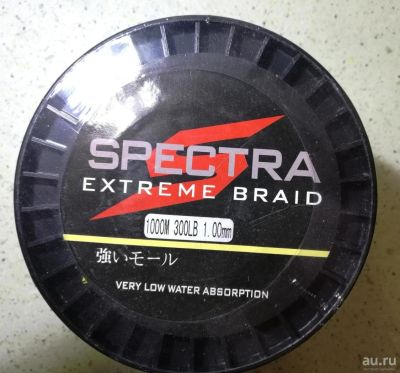 SPECTRA
EXTREME BRAID
1000M 300LB 1.00mm
強いモール
VERY LOW WATER ABSORPTION
au.ru